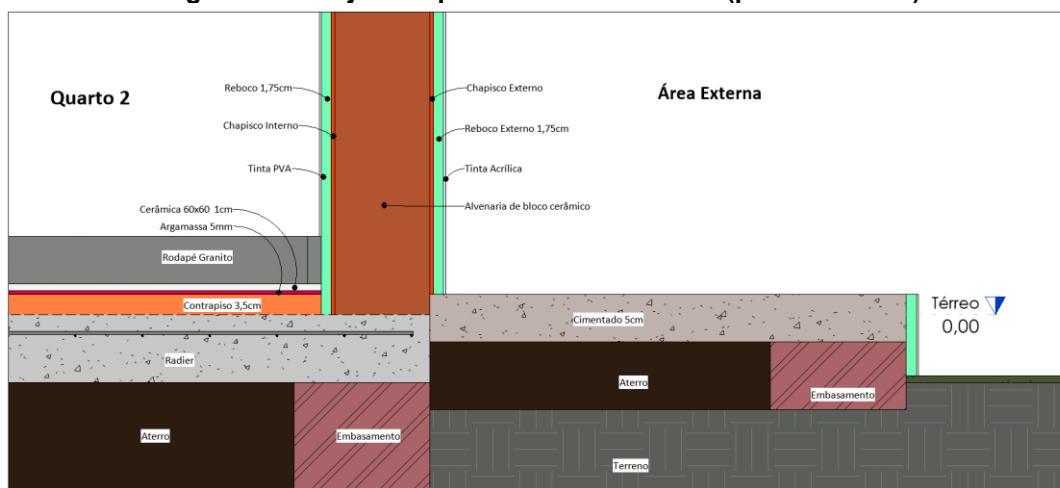 Quarto 2
Área Externa
Reboco 1,75cm
Chapisco Interno
Tinta PVA
Cerâmica 60x60 1cm
Argamassa 5mm
Rodapé Granito
Contrapiso 3,5cm
Radier
Aterro
Embasamento
Chapisco Externo
Reboco Externo 1,75cm
Tinta Acrílica
Alvenaria de bloco cerâmico
Cimentado 5cm
Aterro
Embasamento
Terreno
Térreo
0,00